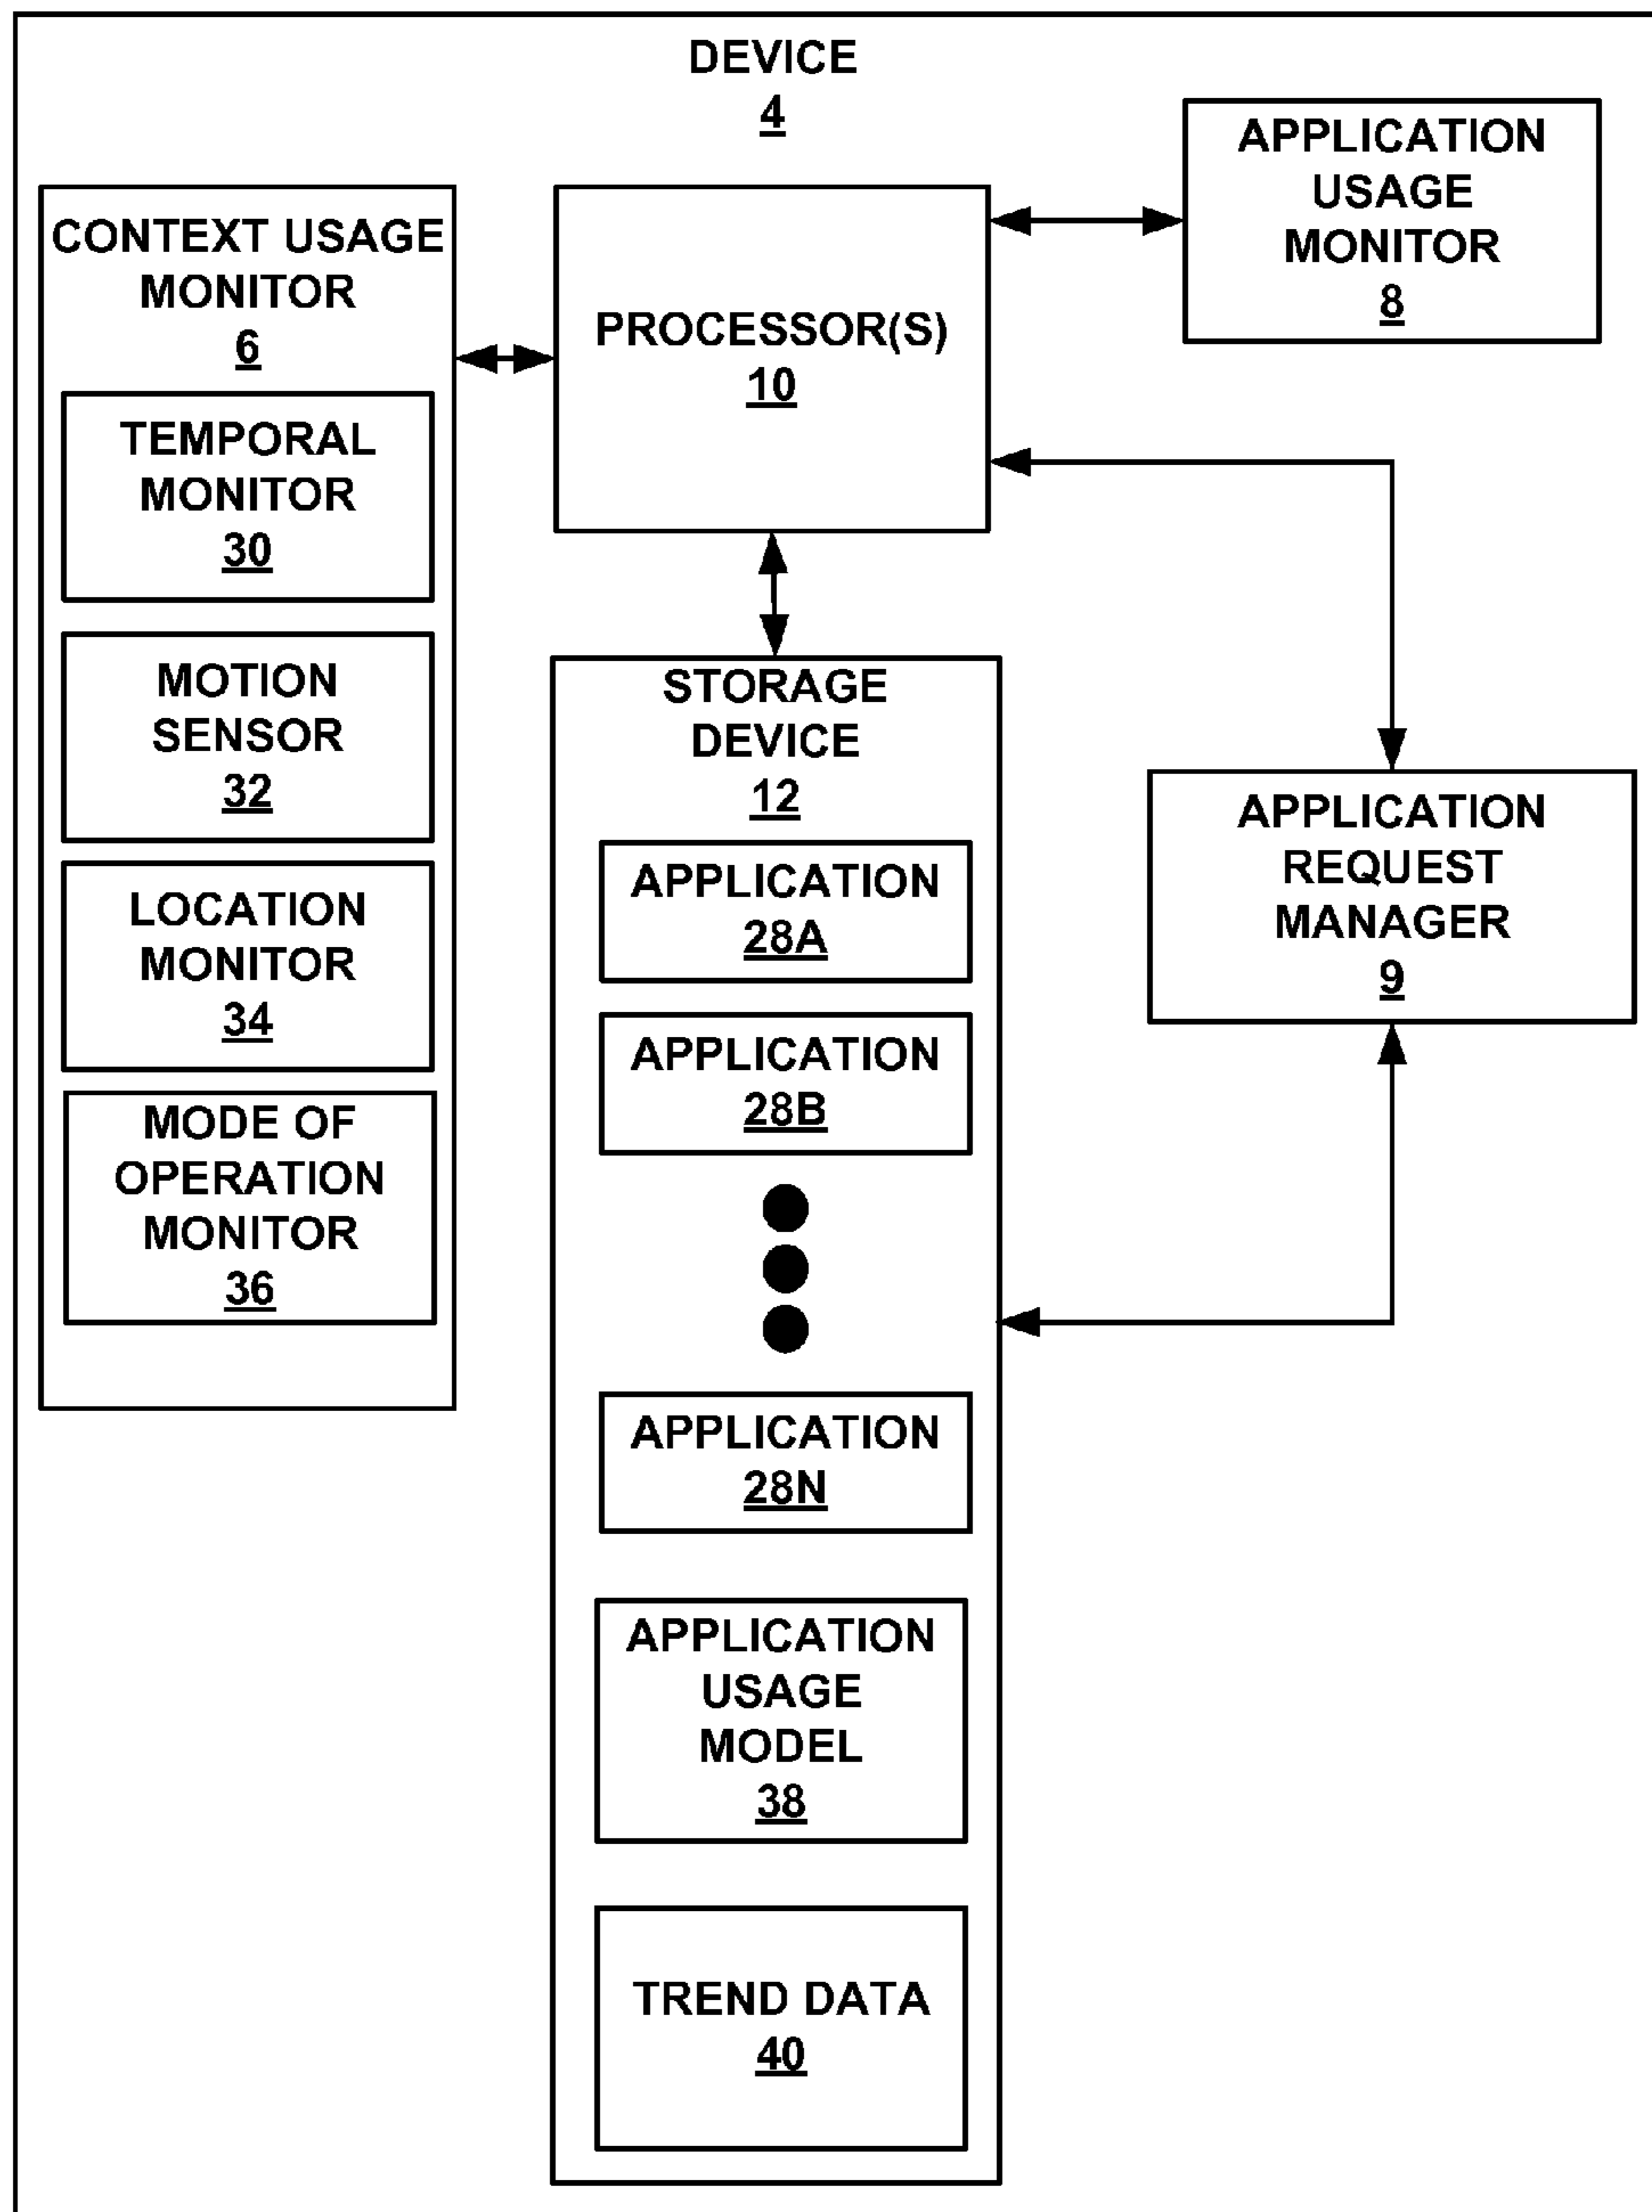 DEVICE
4
CONTEXT USAGE
MONITOR
6
TEMPORAL
MONITOR
30
MOTION
SENSOR
32
LOCATION
MONITOR
34
MODE OF
OPERATION
MONITOR
36
PROCESSOR(S)
10
STORAGE
DEVICE
12
APPLICATION
28A
APPLICATION
28B
APPLICATION
28N
APPLICATION
USAGE
MODEL
38
TREND DATA
40
APPLICATION
USAGE
MONITOR
8
APPLICATION
REQUEST
MANAGER
9